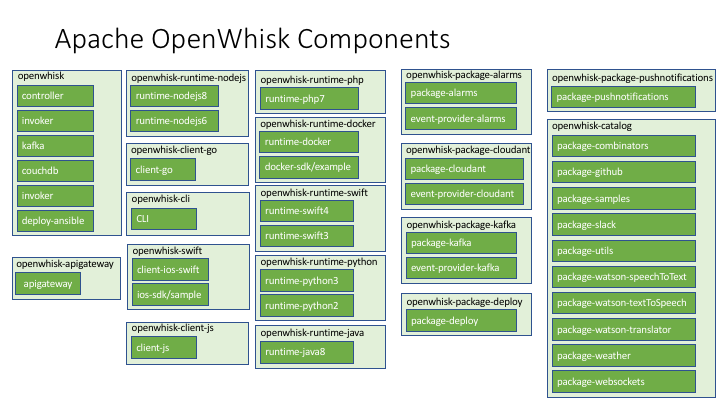 Apache OpenWhisk Components
openwhisk
controller
invoker
kafka
couchdb
invoker
deploy-ansible
openwhisk-apigateway
apigateway
openwhisk-runtime-nodejs
runtime-nodejs8
runtime-nodejs6
openwhisk-client-go
client-go
openwhisk-cli
CLI
openwhisk-swift
client-ios-swift
ios-sdk/sample
openwhisk-client-js
client-js
openwhisk-runtime-php
runtime-php7
openwhisk-runtime-docker
runtime-docker
docker-sdk/example
openwhisk-runtime-swift
runtime-swift4
runtime-swift3
openwhisk-runtime-python
runtime-python3
runtime-python2
openwhisk-runtime-java
runtime-java8
openwhisk-package-alarms
package-alarms
event-provider-alarms
openwhisk-package-cloudant
package-cloudant
event-provider-cloudant
openwhisk-package-kafka
package-kafka
event-provider-kafka
openwhisk-package-deploy
package-deploy
openwhisk-package-pushnotifications
package-pushnotifications
openwhisk-catalog
package-combinators
package-github
package-samples
package-slack
package-utils
package-watson-speechToText
package-watson-textToSpeech
package-watson-translator
package-weather
package-websockets